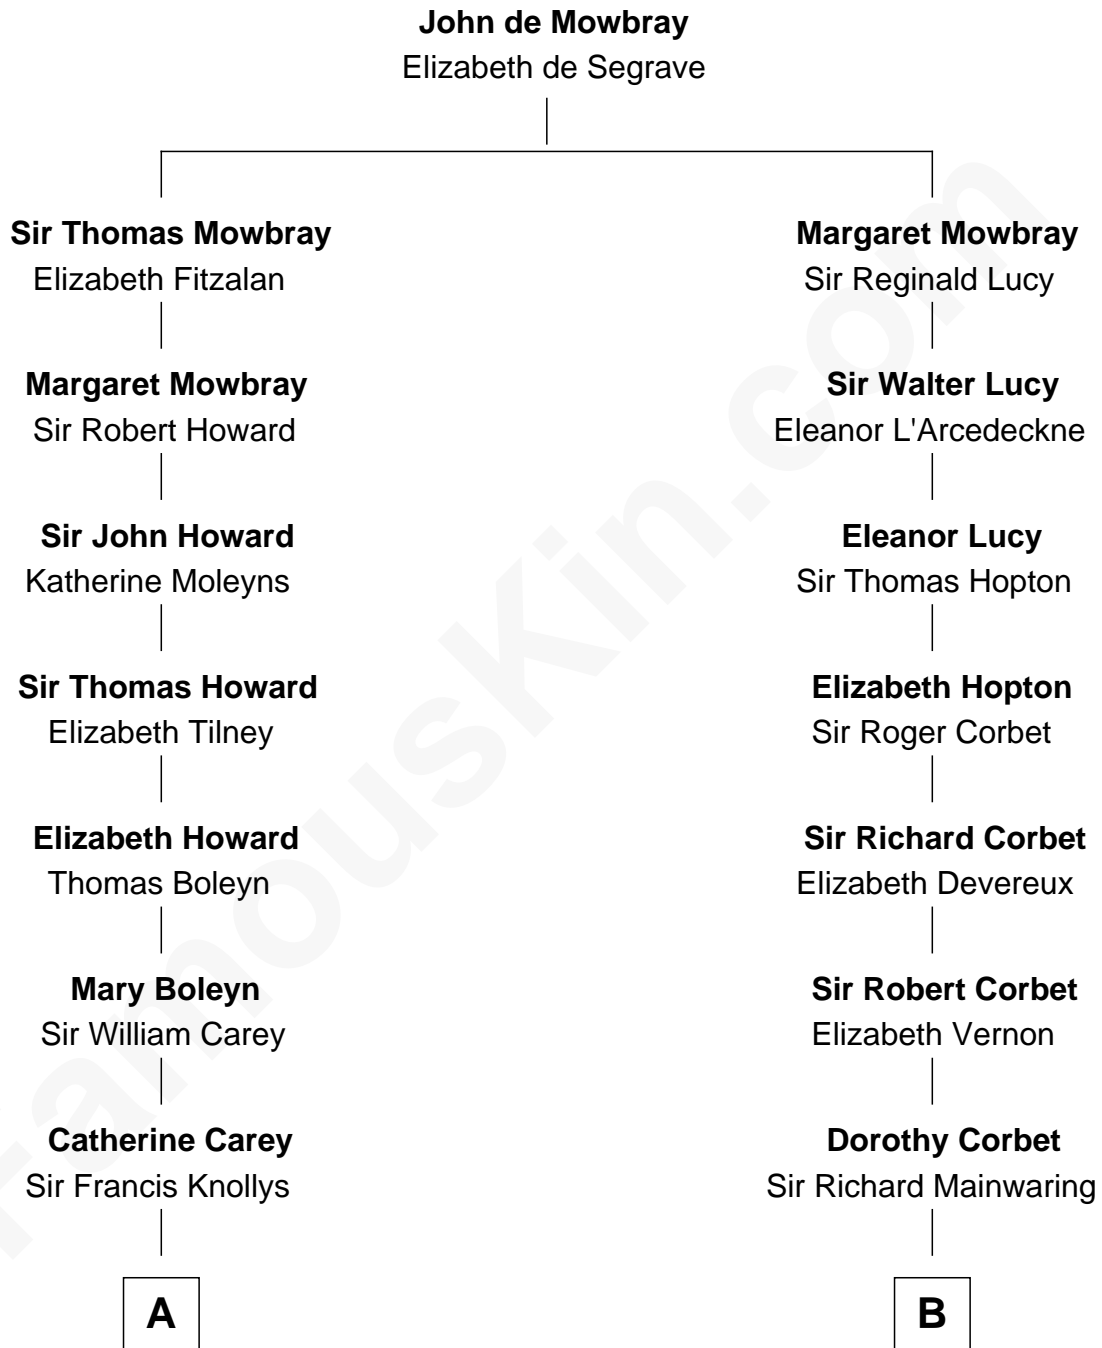 John de Mowbray
Elizabeth de Segrave
Sir Thomas Mowbray
Elizabeth Fitzalan
Margaret Mowbray
Sir Robert Howard
Sir John Howard
Katherine Moleyns
Sir Thomas Howard
Elizabeth Tilney
Elizabeth Howard
Thomas Boleyn
Mary Boleyn
Sir William Carey
Catherine Carey
Sir Francis Knollys
A
Margaret Mowbray
Sir Reginald Lucy
Sir Walter Lucy
Eleanor L'Arcedeckne
Eleanor Lucy
Sir Thomas Hopton
Elizabeth Hopton
Sir Roger Corbet
Sir Richard Corbet
Elizabeth Devereux
Sir Robert Corbet
Elizabeth Vernon
Dorothy Corbet
Sir Richard Mainwaring
B
FamousKin.com